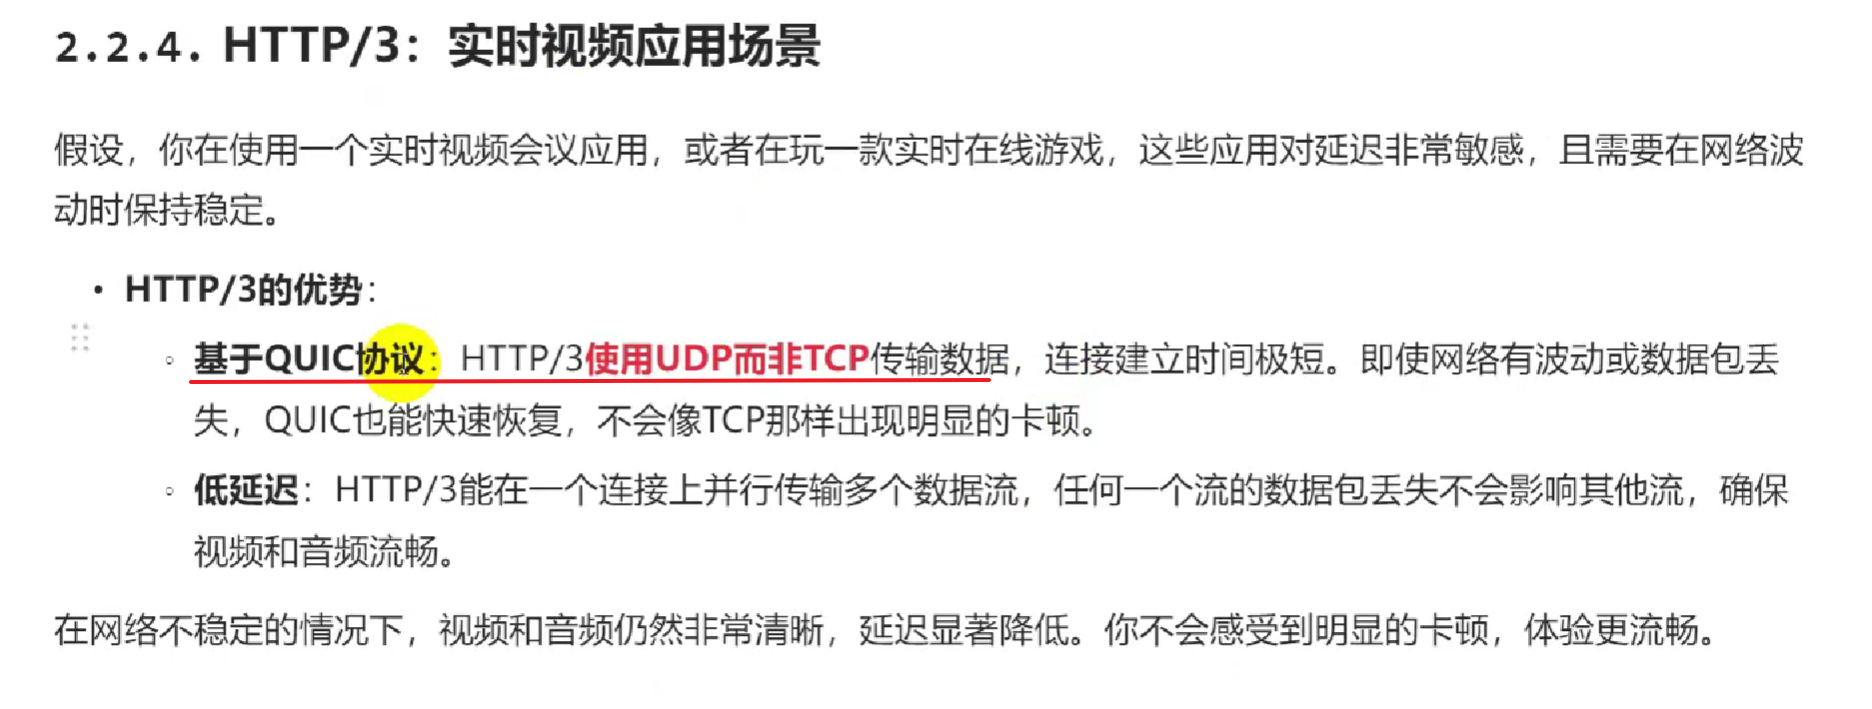 2.2.4. HTTP/3：实时视频应用场景
假设，你在使用一个实时视频会议应用，或者在玩一款实时在线游戏，这些应用对延迟非常敏感，且需要在网络波
动时保持稳定。
• HTTP/3的优势：
◦ 基于QUIC协议：HTTP/3使用UDP而非TCP传输数据，连接建立时间极短。即使网络有波动或数据包丢
失，QUIC也能快速恢复，不会像TCP那样出现明显的卡顿。
◦ 低延迟：HTTP/3能在一个连接上并行传输多个数据流，任何一个流的数据包丢失不会影响其他流，确保
视频和音频流畅。
在网络不稳定的情况下，视频和音频仍然非常清晰，延迟显著降低。你不会感受到明显的卡顿，体验更流畅。